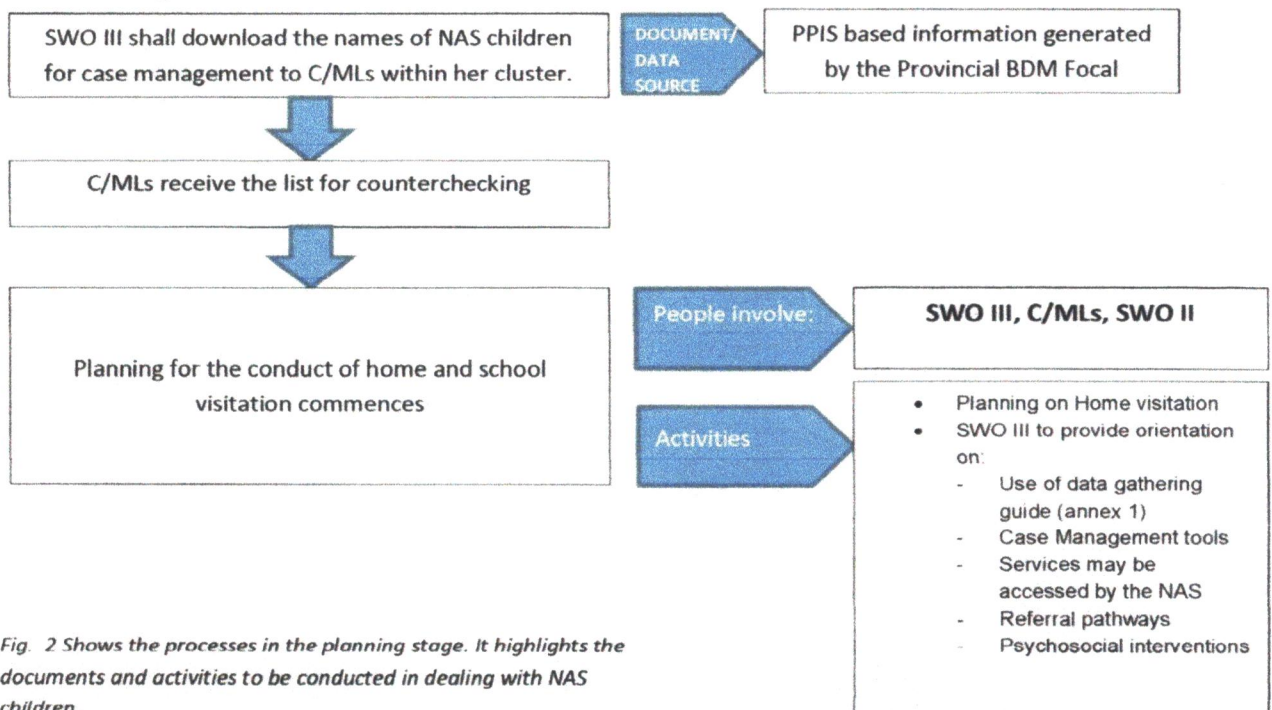 SWO III shall download the names of NAS children
for case management to C/MLs within her cluster.
DOCUMENT/
DATA
SOURCE
PPIS based information generated
by the Provincial BDM Focal
C/MLs receive the list for counterchecking
Planning for the conduct of home and school
visitation commences
People involve:
SWO III, C/MLs, SWO II
Activities
• Planning on Home visitation
• SWO III to provide orientation
on:
- Use of data gathering
guide (annex 1)
- Case Management tools
- Services may be
accessed by the NAS
- Referral pathways
- Psychosocial interventions
Fig. 2 Shows the processes in the planning stage. It highlights the
documents and activities to be conducted in dealing with NAS
children